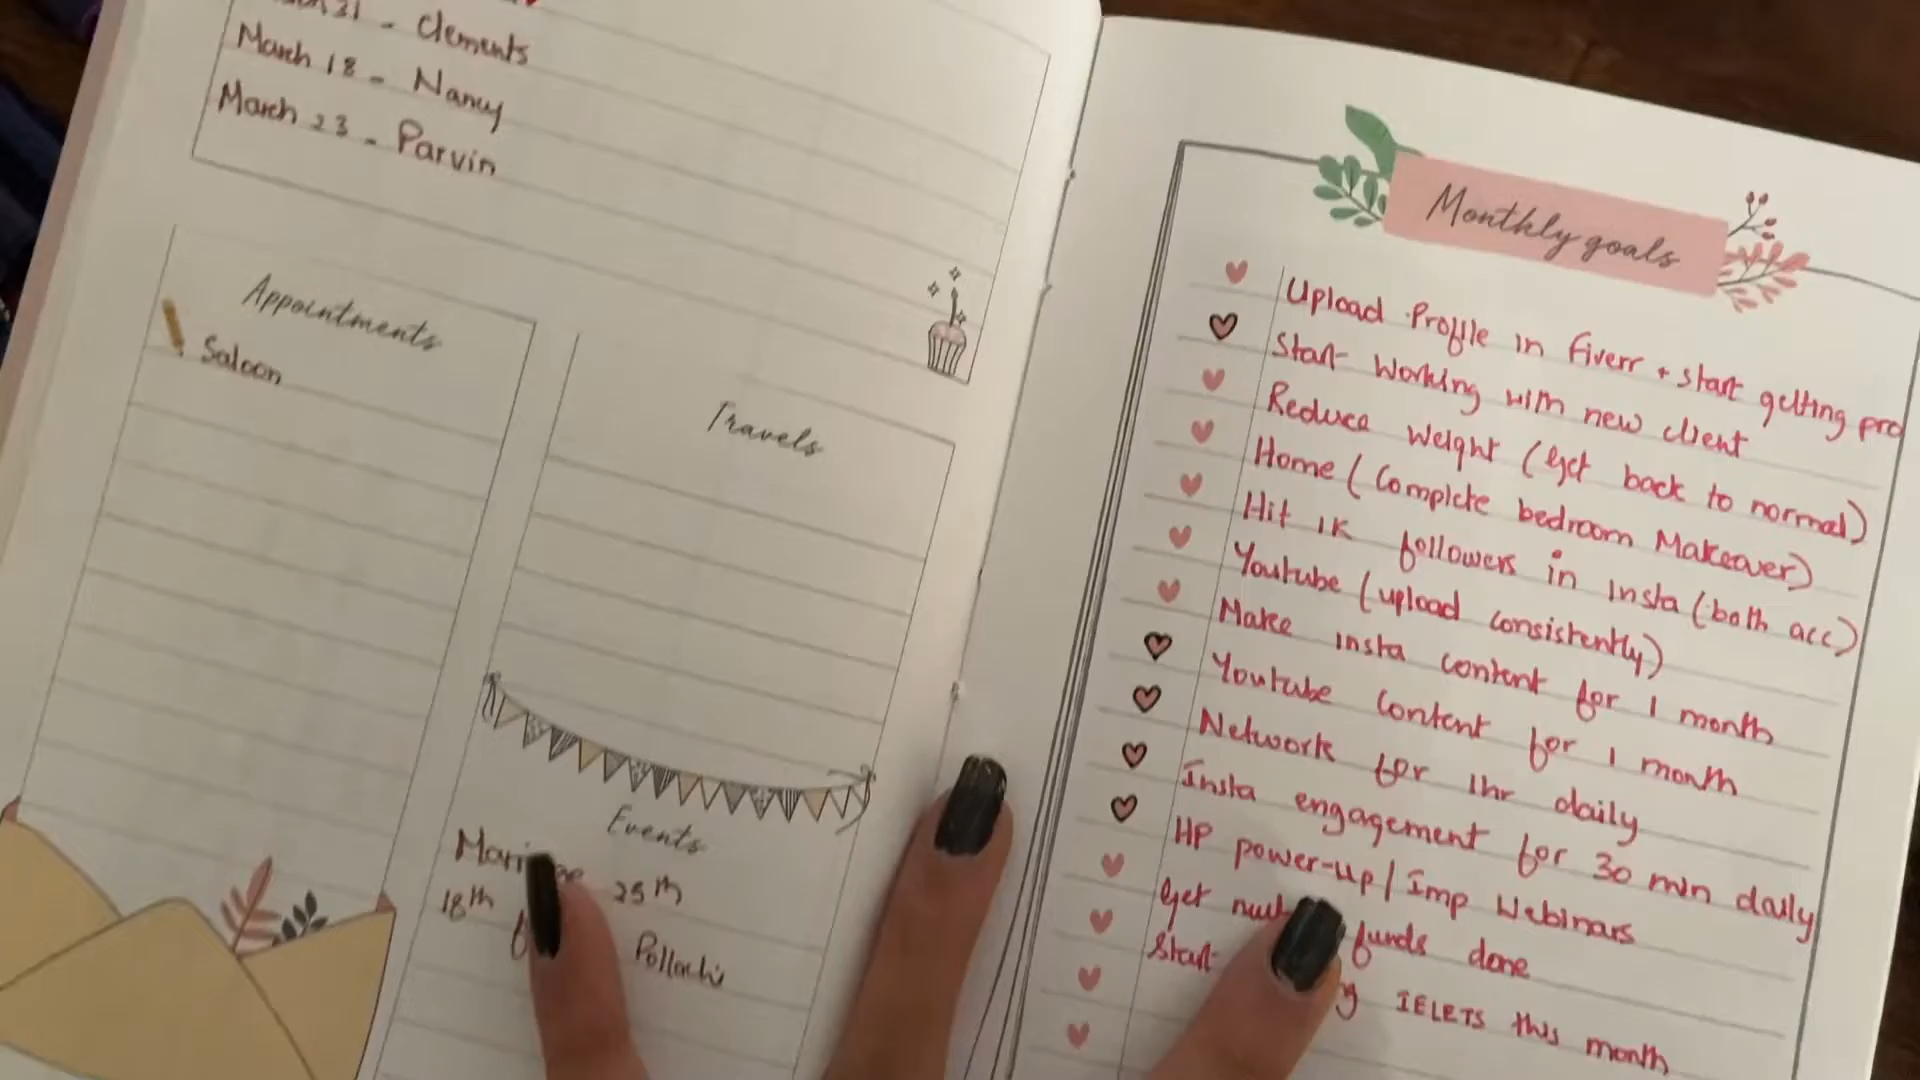 31 - Clements
March 18 - Nancy
March 23 - Parvin
Appointments
Saloon
Travels
Events
25th
18th
Pollachi
Monthly goals
Upload Profile in fiverr + start getting pro
Start working with new client
Reduce weight (get back to normal)
Home (Complete bedroom Makeover)
Hit 1K followers in insta (both acc)
Youtube (upload consistently)
Make insta content for 1 month
Youtube content for 1 month
Network for 1hr daily
Insta engagement for 30 min daily
HP power-up / Imp Webinars
Get funds done
Start IELETS this month